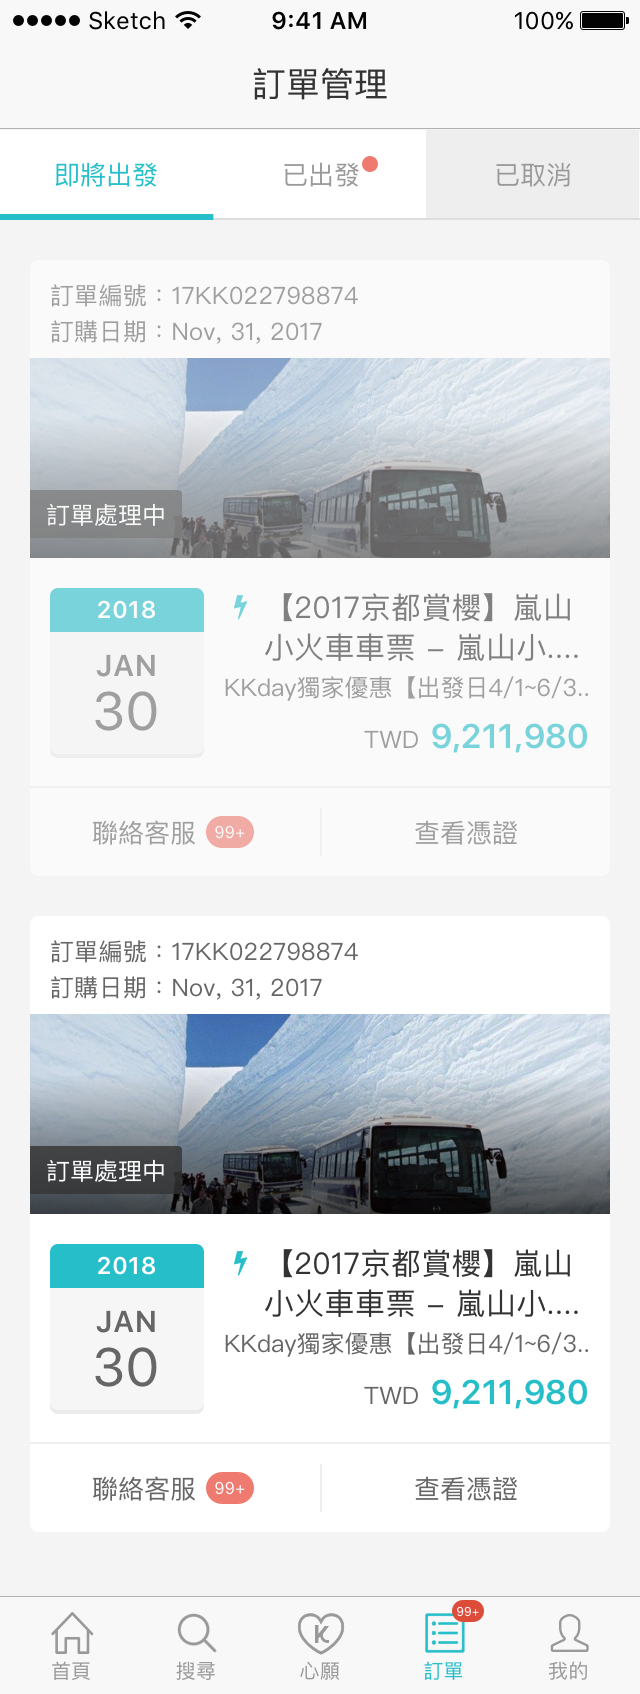 Sketch 9:41 AM 100%
訂單管理
即將出發 已出發 已取消
訂單編號：17KK022798874
訂購日期：Nov, 31, 2017
訂單處理中
2018
JAN
30
【2017京都賞櫻】嵐山
小火車車票 – 嵐山小....
KKday獨家優惠【出發日4/1~6/3..
TWD 9,211,980
聯絡客服 99+ 查看憑證
訂單編號：17KK022798874
訂購日期：Nov, 31, 2017
訂單處理中
2018
JAN
30
【2017京都賞櫻】嵐山
小火車車票 – 嵐山小....
KKday獨家優惠【出發日4/1~6/3..
TWD 9,211,980
聯絡客服 99+ 查看憑證
K 99+
首頁 搜尋 心願 訂單 我的